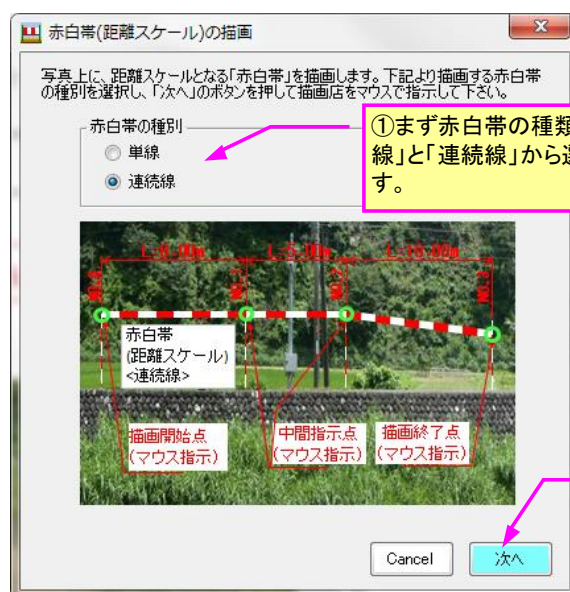 赤白帯(距離スケール)の描画
写真上に、距離スケールとなる「赤白帯」を描画します。下記より描画する赤白帯
の種別を選択し、「次へ」のボタンを押して描画店をマウスで指示して下さい。
赤白帯の種別
単線
連続線
①まず赤白帯の種類
線」と「連続線」から選
す。
L=5.00m
L=10.00m
NO.1
NO.2
NO.3
赤白帯
(距離スケール)
<連続線>
描画開始点
(マウス指示)
中間指示点
(マウス指示)
描画終了点
(マウス指示)
Cancel
次へ